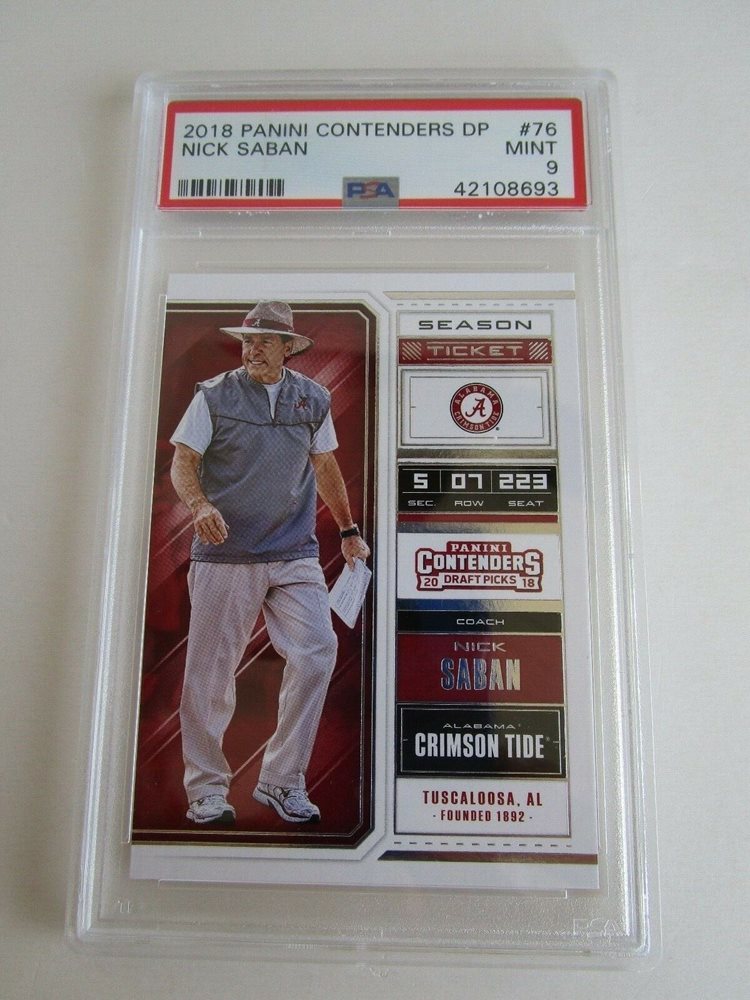 2018 PANINI CONTENDERS DP #76
NICK SABAN MINT
9
PSA 42108693
SEASON
TICKET
ALABAMA
A
CRIMSON TIDE
5 07 223
SEC. ROW SEAT
PANINI
CONTENDERS
20 DRAFT PICKS 18
COACH
NICK
SABAN
ALABAMA®
CRIMSON TIDE®
TUSCALOOSA, AL
- FOUNDED 1892 -
A
A
PSA